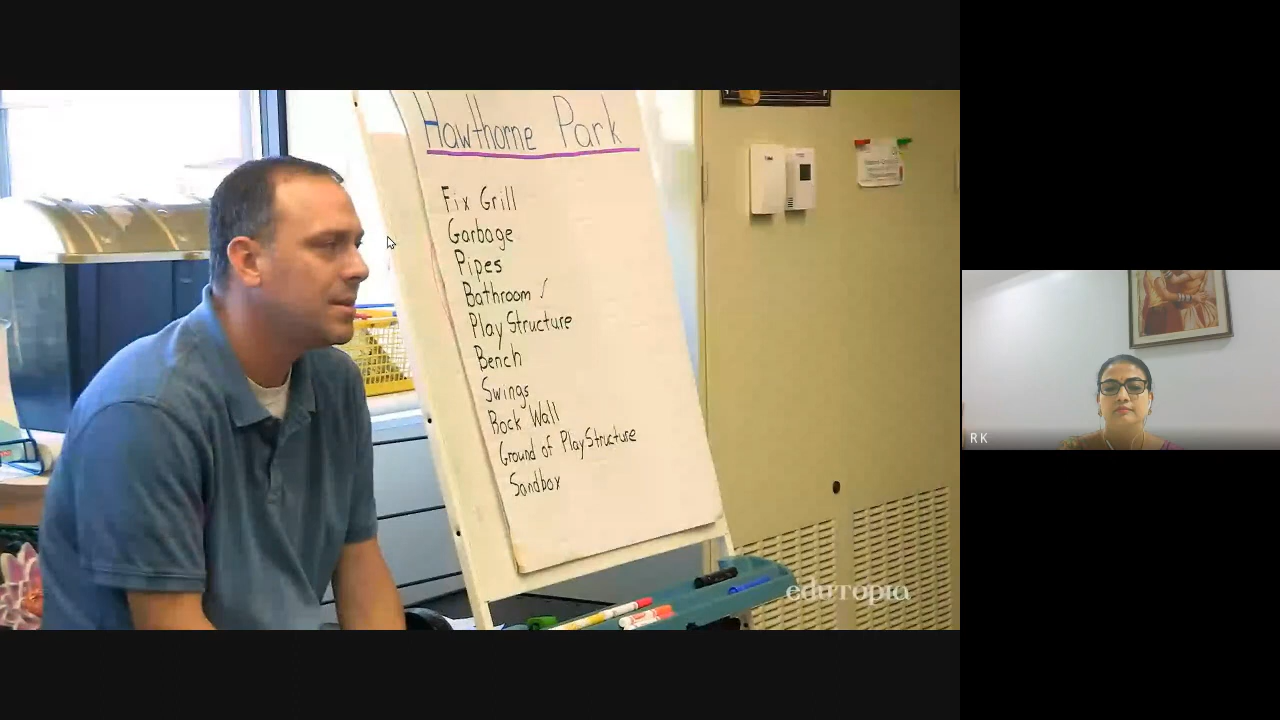 Hawthorne Park
Fix Grill
Garbage
Pipes
Bathroom ✓
Play Structure
Bench
Swings
Rock Wall
Ground of Play Structure
Sandbox
edutopia
RK